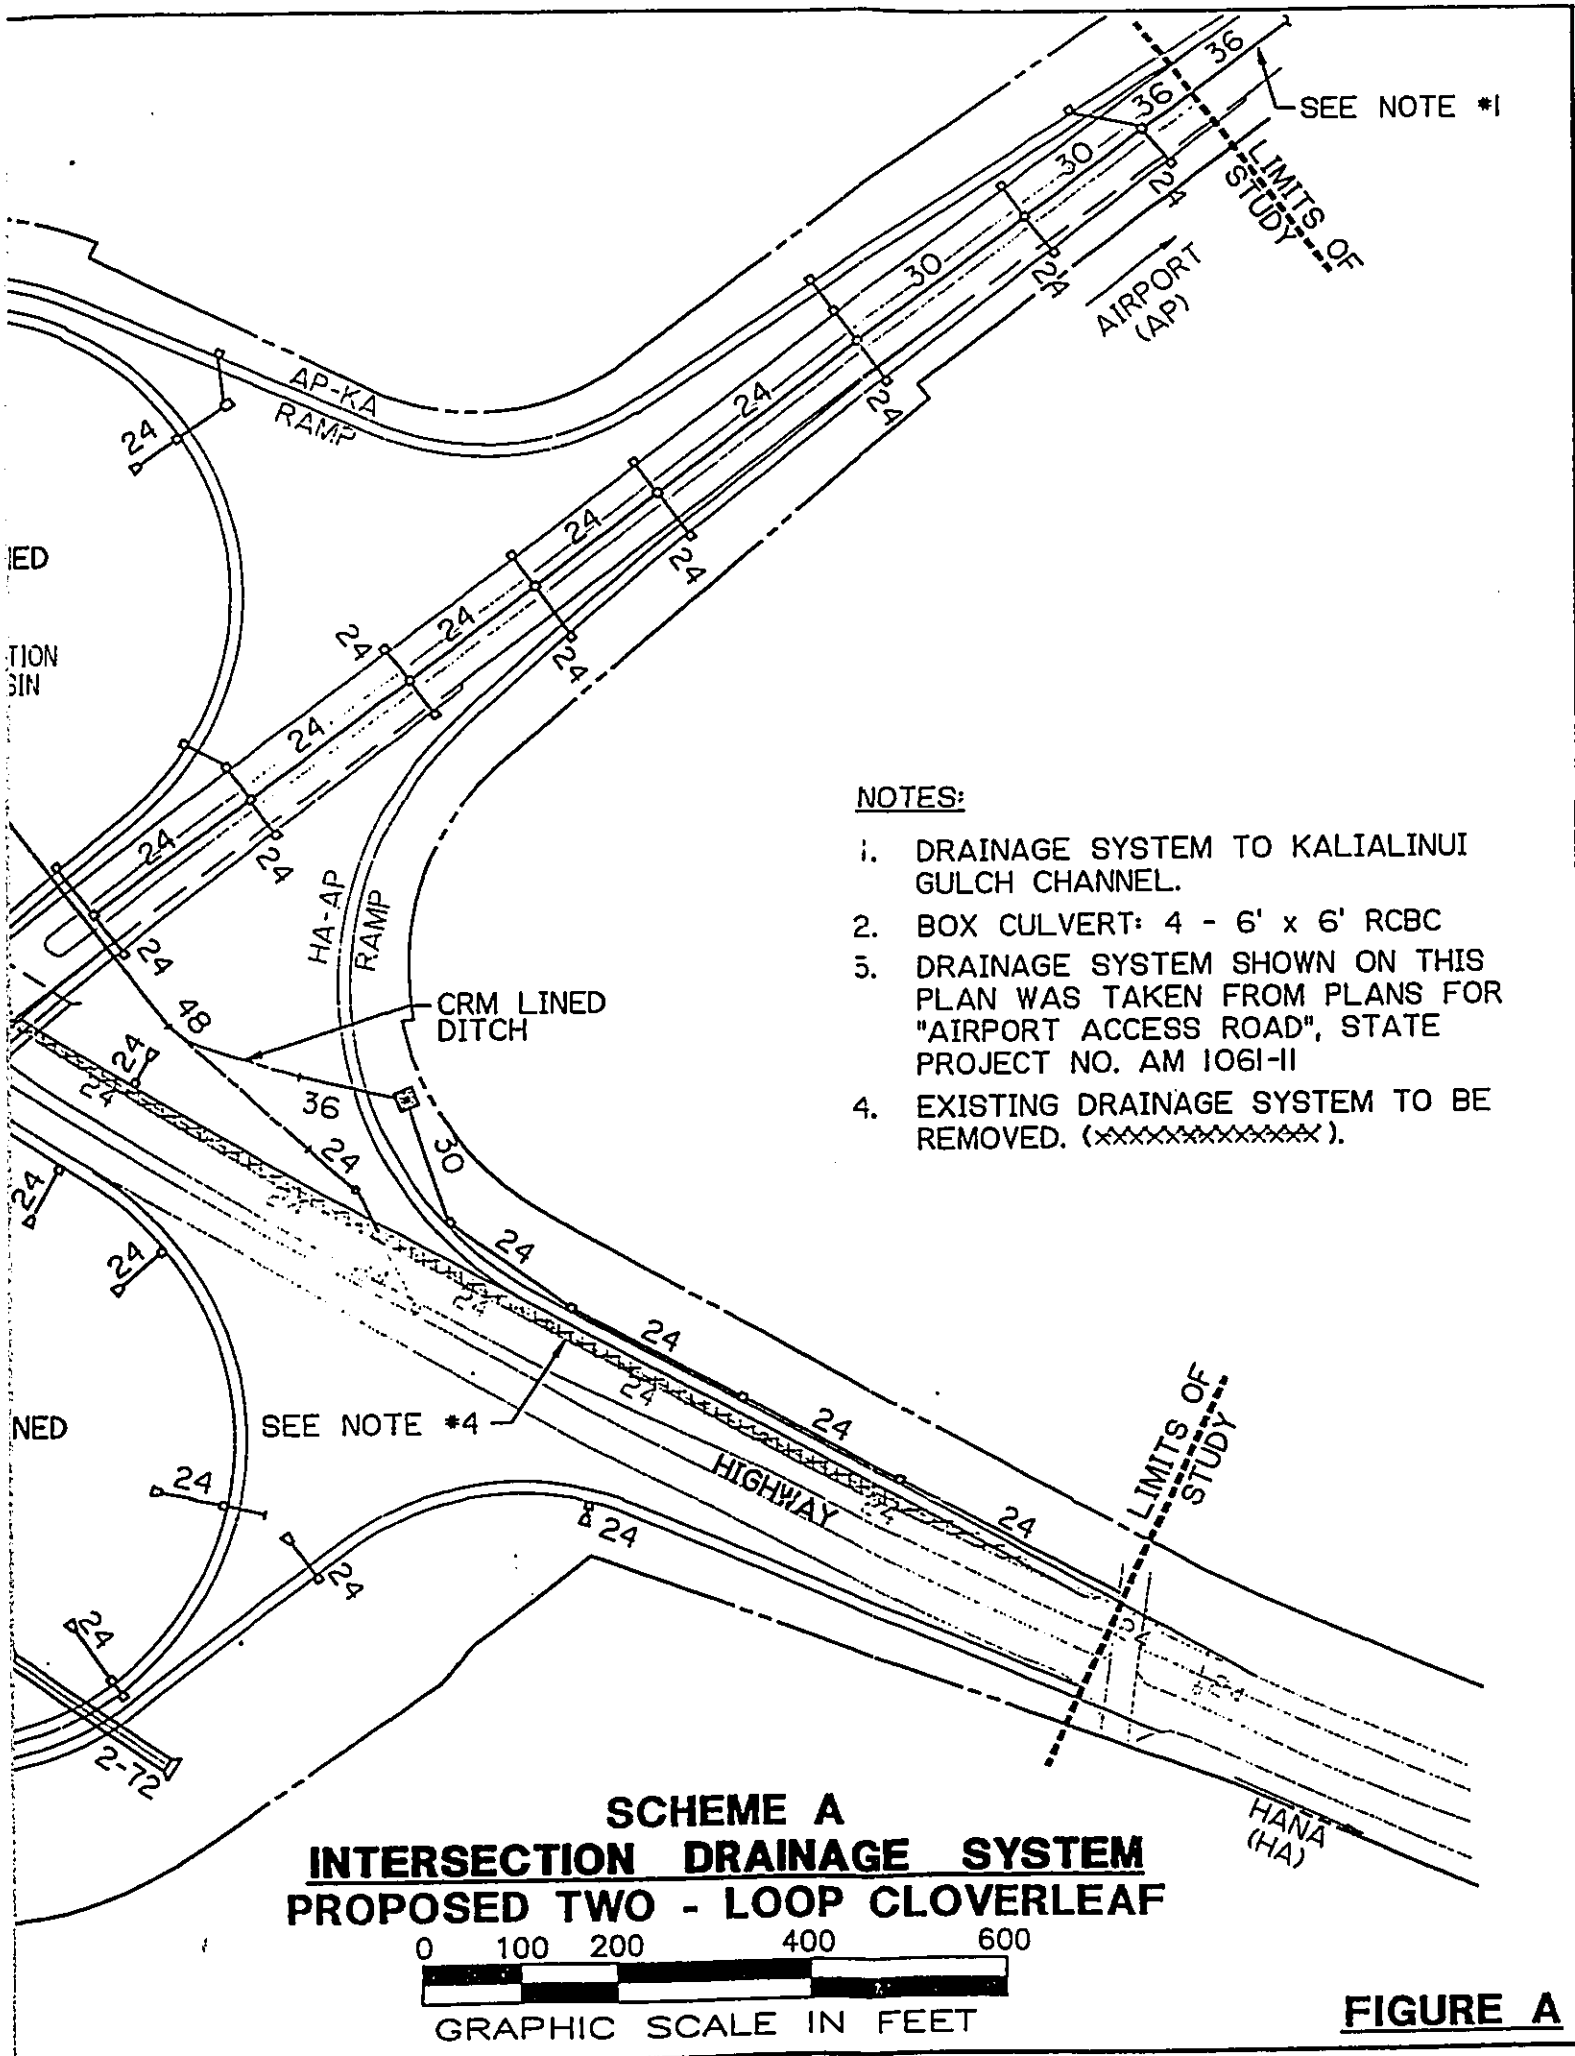 36
SEE NOTE *1
36
30
24
LIMITS OF
STUDY
30
24
AIRPORT
(AP)
AP-KA
RAMP
24
24
24
24
24
24
24
24
24
24
24
24
24
24
HA-AP
RAMP
48
CRM LINED
DITCH
24
24
36
24
30
24
24
24
24
24
24
24
24
24
SEE NOTE *4
HIGHWAY
NED
24
24
24
24
2-72
LIMITS OF
STUDY
HANA
(HA)
NOTES:
1. DRAINAGE SYSTEM TO KALIALINUI
GULCH CHANNEL.
2. BOX CULVERT: 4 - 6' x 6' RCBC
3. DRAINAGE SYSTEM SHOWN ON THIS
PLAN WAS TAKEN FROM PLANS FOR
"AIRPORT ACCESS ROAD", STATE
PROJECT NO. AM 1061-11
4. EXISTING DRAINAGE SYSTEM TO BE
REMOVED. (XXXXXXXXXXXXX).
SCHEME A
INTERSECTION DRAINAGE SYSTEM
PROPOSED TWO - LOOP CLOVERLEAF
0 100 200 400 600
GRAPHIC SCALE IN FEET
FIGURE A